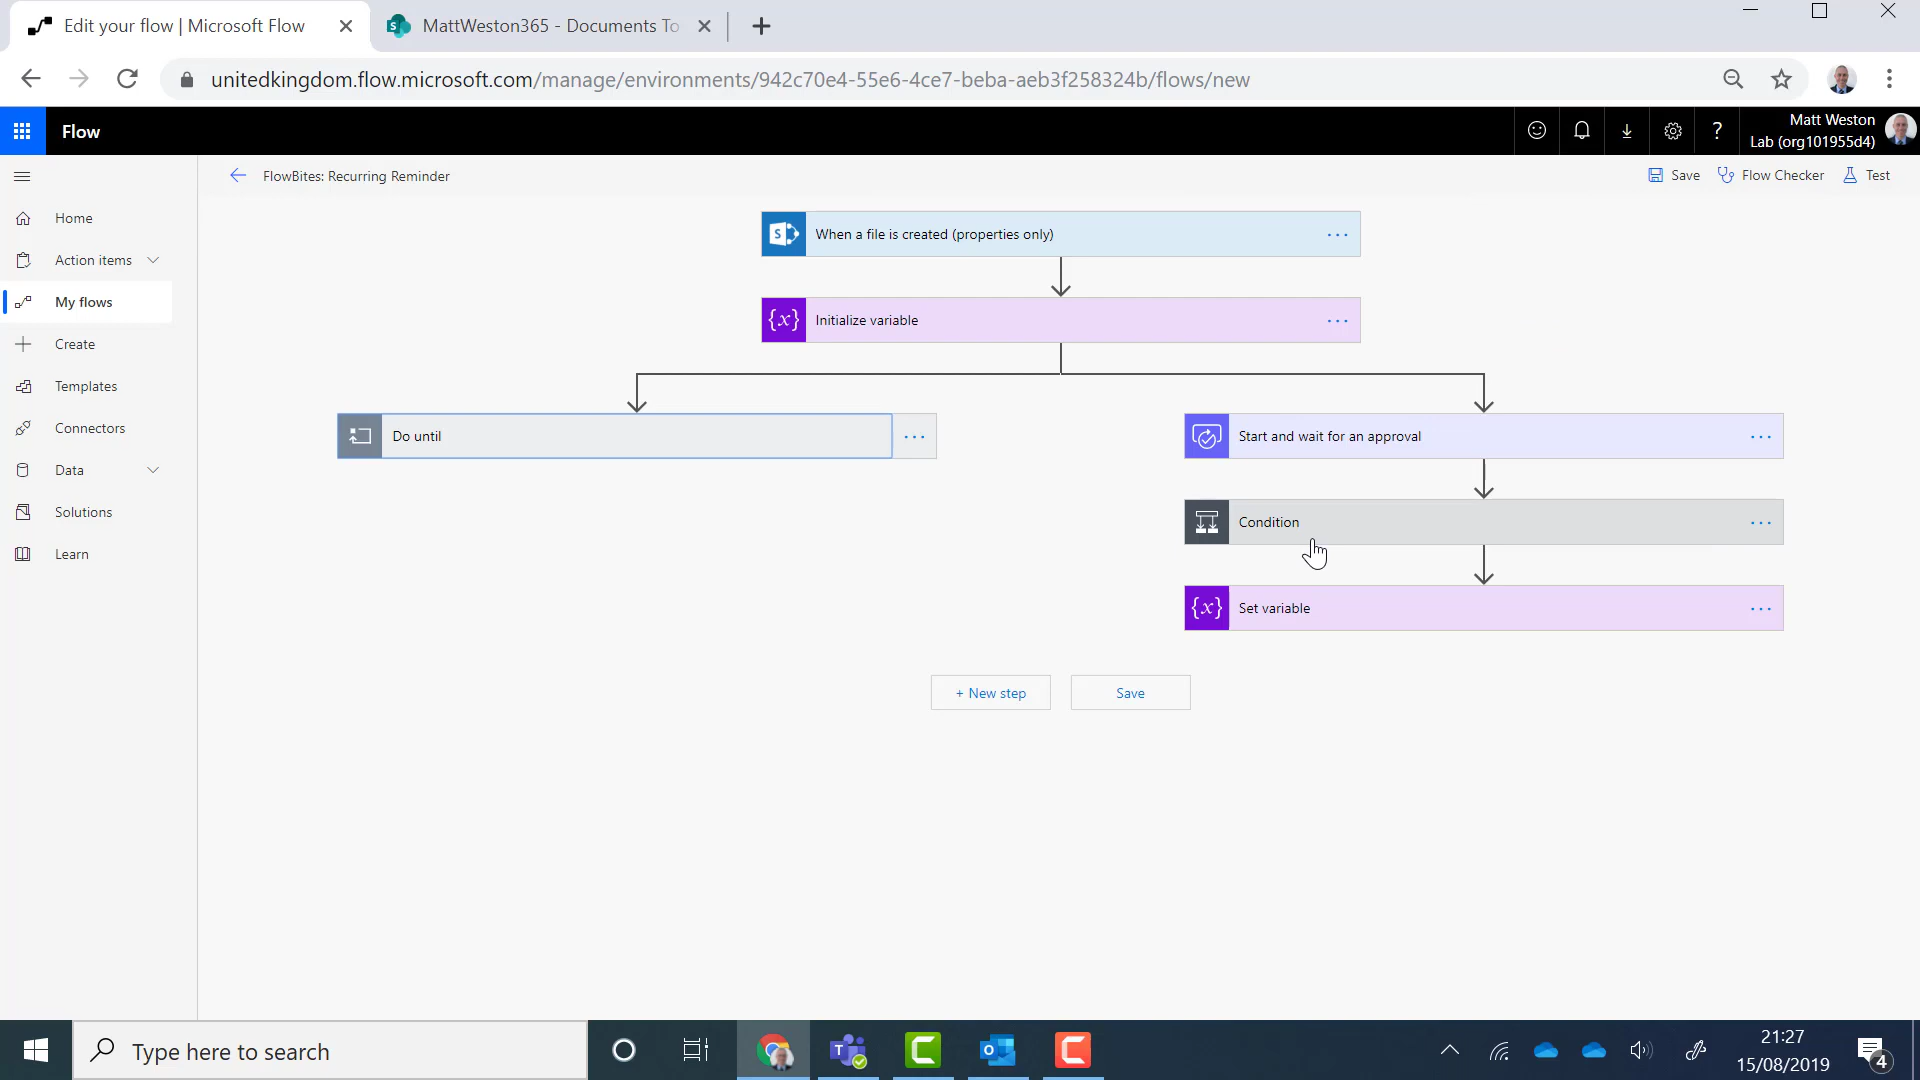 Edit your flow | Microsoft Flow
MattWeston365 - Documents To
unitedkingdom.flow.microsoft.com/manage/environments/942c70e4-55e6-4ce7-beba-aeb3f258324b/flows/new
Flow
?
Matt Weston
Lab (org101955d4)
FlowBites: Recurring Reminder
Save
Flow Checker
Test
Home
Action items
My flows
Create
Templates
Connectors
Data
Solutions
Learn
S
When a file is created (properties only)
...
{x}
Initialize variable
...
Do until
...
Start and wait for an approval
...
Condition
...
{x}
Set variable
...
+ New step
Save
Type here to search
21:27
15/08/2019
4